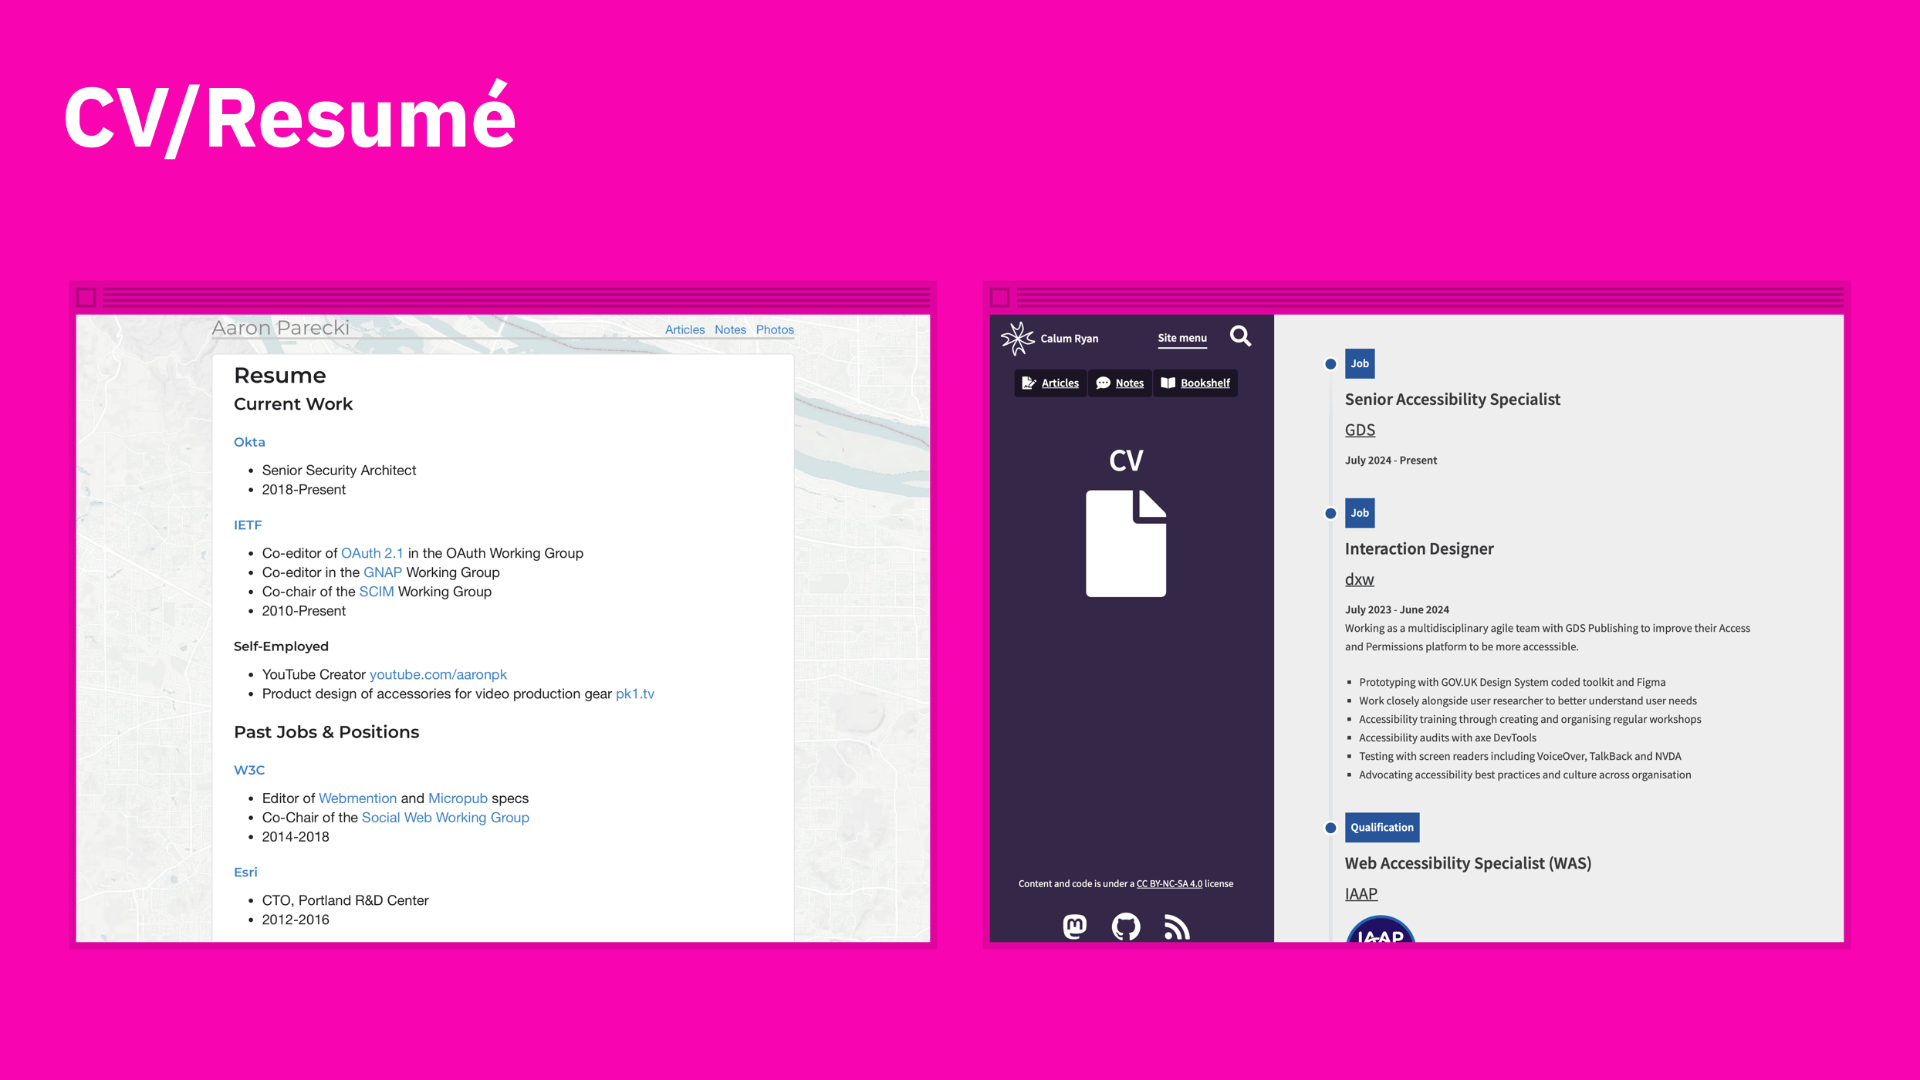 CV/Resumé
Aaron Parecki
Articles Notes Photos
Resume
Current Work
Okta
• Senior Security Architect
• 2018-Present
IETF
• Co-editor of OAuth 2.1 in the OAuth Working Group
• Co-editor in the GNAP Working Group
• Co-chair of the SCIM Working Group
• 2010-Present
Self-Employed
• YouTube Creator youtube.com/aaronpk
• Product design of accessories for video production gear pk1.tv
Past Jobs & Positions
W3C
• Editor of Webmention and Micropub specs
• Co-Chair of the Social Web Working Group
• 2014-2018
Esri
• CTO, Portland R&D Center
• 2012-2016
Calum Ryan
Site menu
Articles Notes Bookshelf
CV
Content and code is under a CC BY-NC-SA 4.0 license
Job
Senior Accessibility Specialist
GDS
July 2024 - Present
Job
Interaction Designer
dxw
July 2023 - June 2024
Working as a multidisciplinary agile team with GDS Publishing to improve their Access
and Permissions platform to be more accesssible.
▪ Prototyping with GOV.UK Design System coded toolkit and Figma
▪ Work closely alongside user researcher to better understand user needs
▪ Accessibility training through creating and organising regular workshops
▪ Accessibility audits with axe DevTools
▪ Testing with screen readers including VoiceOver, TalkBack and NVDA
▪ Advocating accessibility best practices and culture across organisation
Qualification
Web Accessibility Specialist (WAS)
IAAP
IAAP